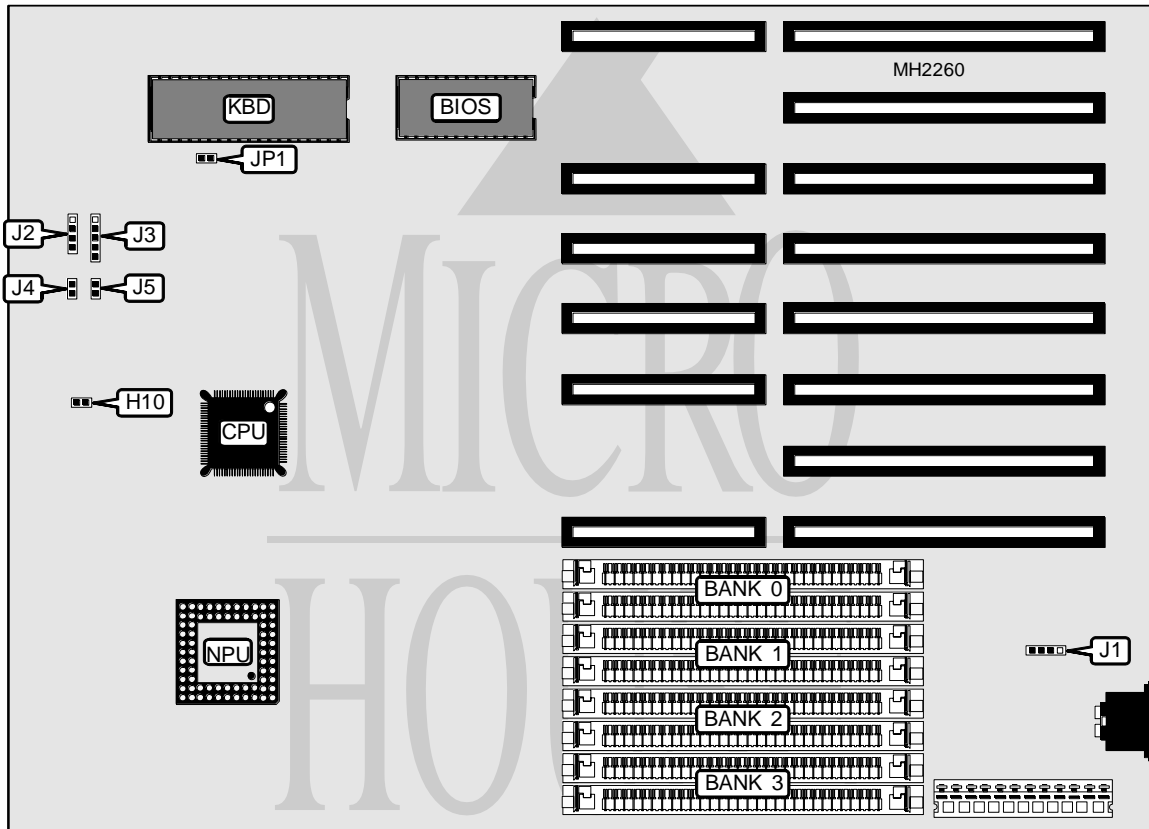 MH2260
KBD
BIOS
JP1
J2
J3
J4
J5
H10
CPU
MICRO
HOU
NPU
BANK 0
BANK 1
BANK 2
BANK 3
J1